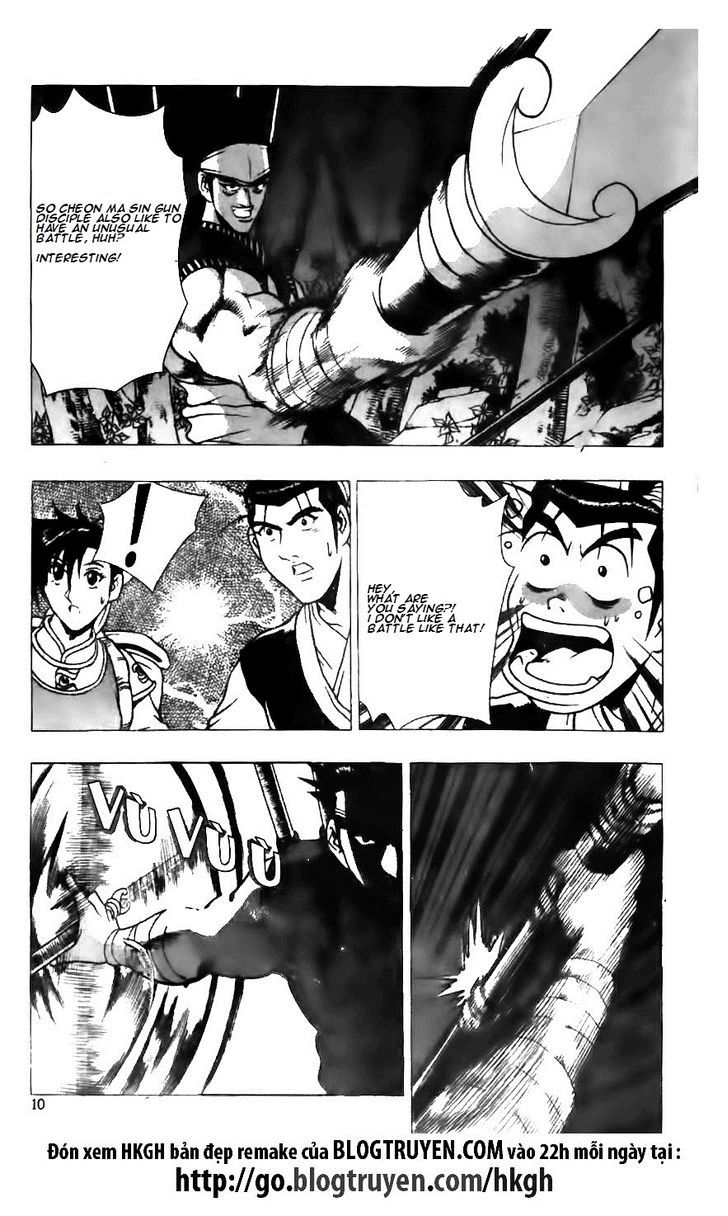 SO CHEON MA SIN GUN
DISCIPLE ALSO LIKE TO
HAVE AN UNUSUAL
BATTLE, HUH?
INTERESTING!
!
HEY,
WHAT ARE
YOU SAYING?!
I DON'T LIKE A
BATTLE LIKE THAT!
VÙ VÙÙÙ
10
Đón xem HKGH bản đẹp remake của BLOGTRUYEN.COM vào 22h mỗi ngày tại :
http://go.blogtruyen.com/hkgh